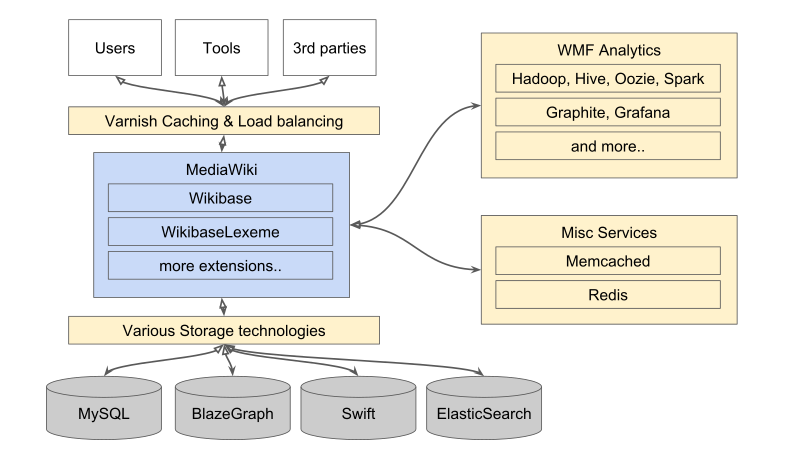 Users
Tools
3rd parties
Varnish Caching & Load balancing
MediaWiki
Wikibase
WikibaseLexeme
more extensions..
Various Storage technologies
MySQL
BlazeGraph
Swift
ElasticSearch
WMF Analytics
Hadoop, Hive, Oozie, Spark
Graphite, Grafana
and more..
Misc Services
Memcached
Redis